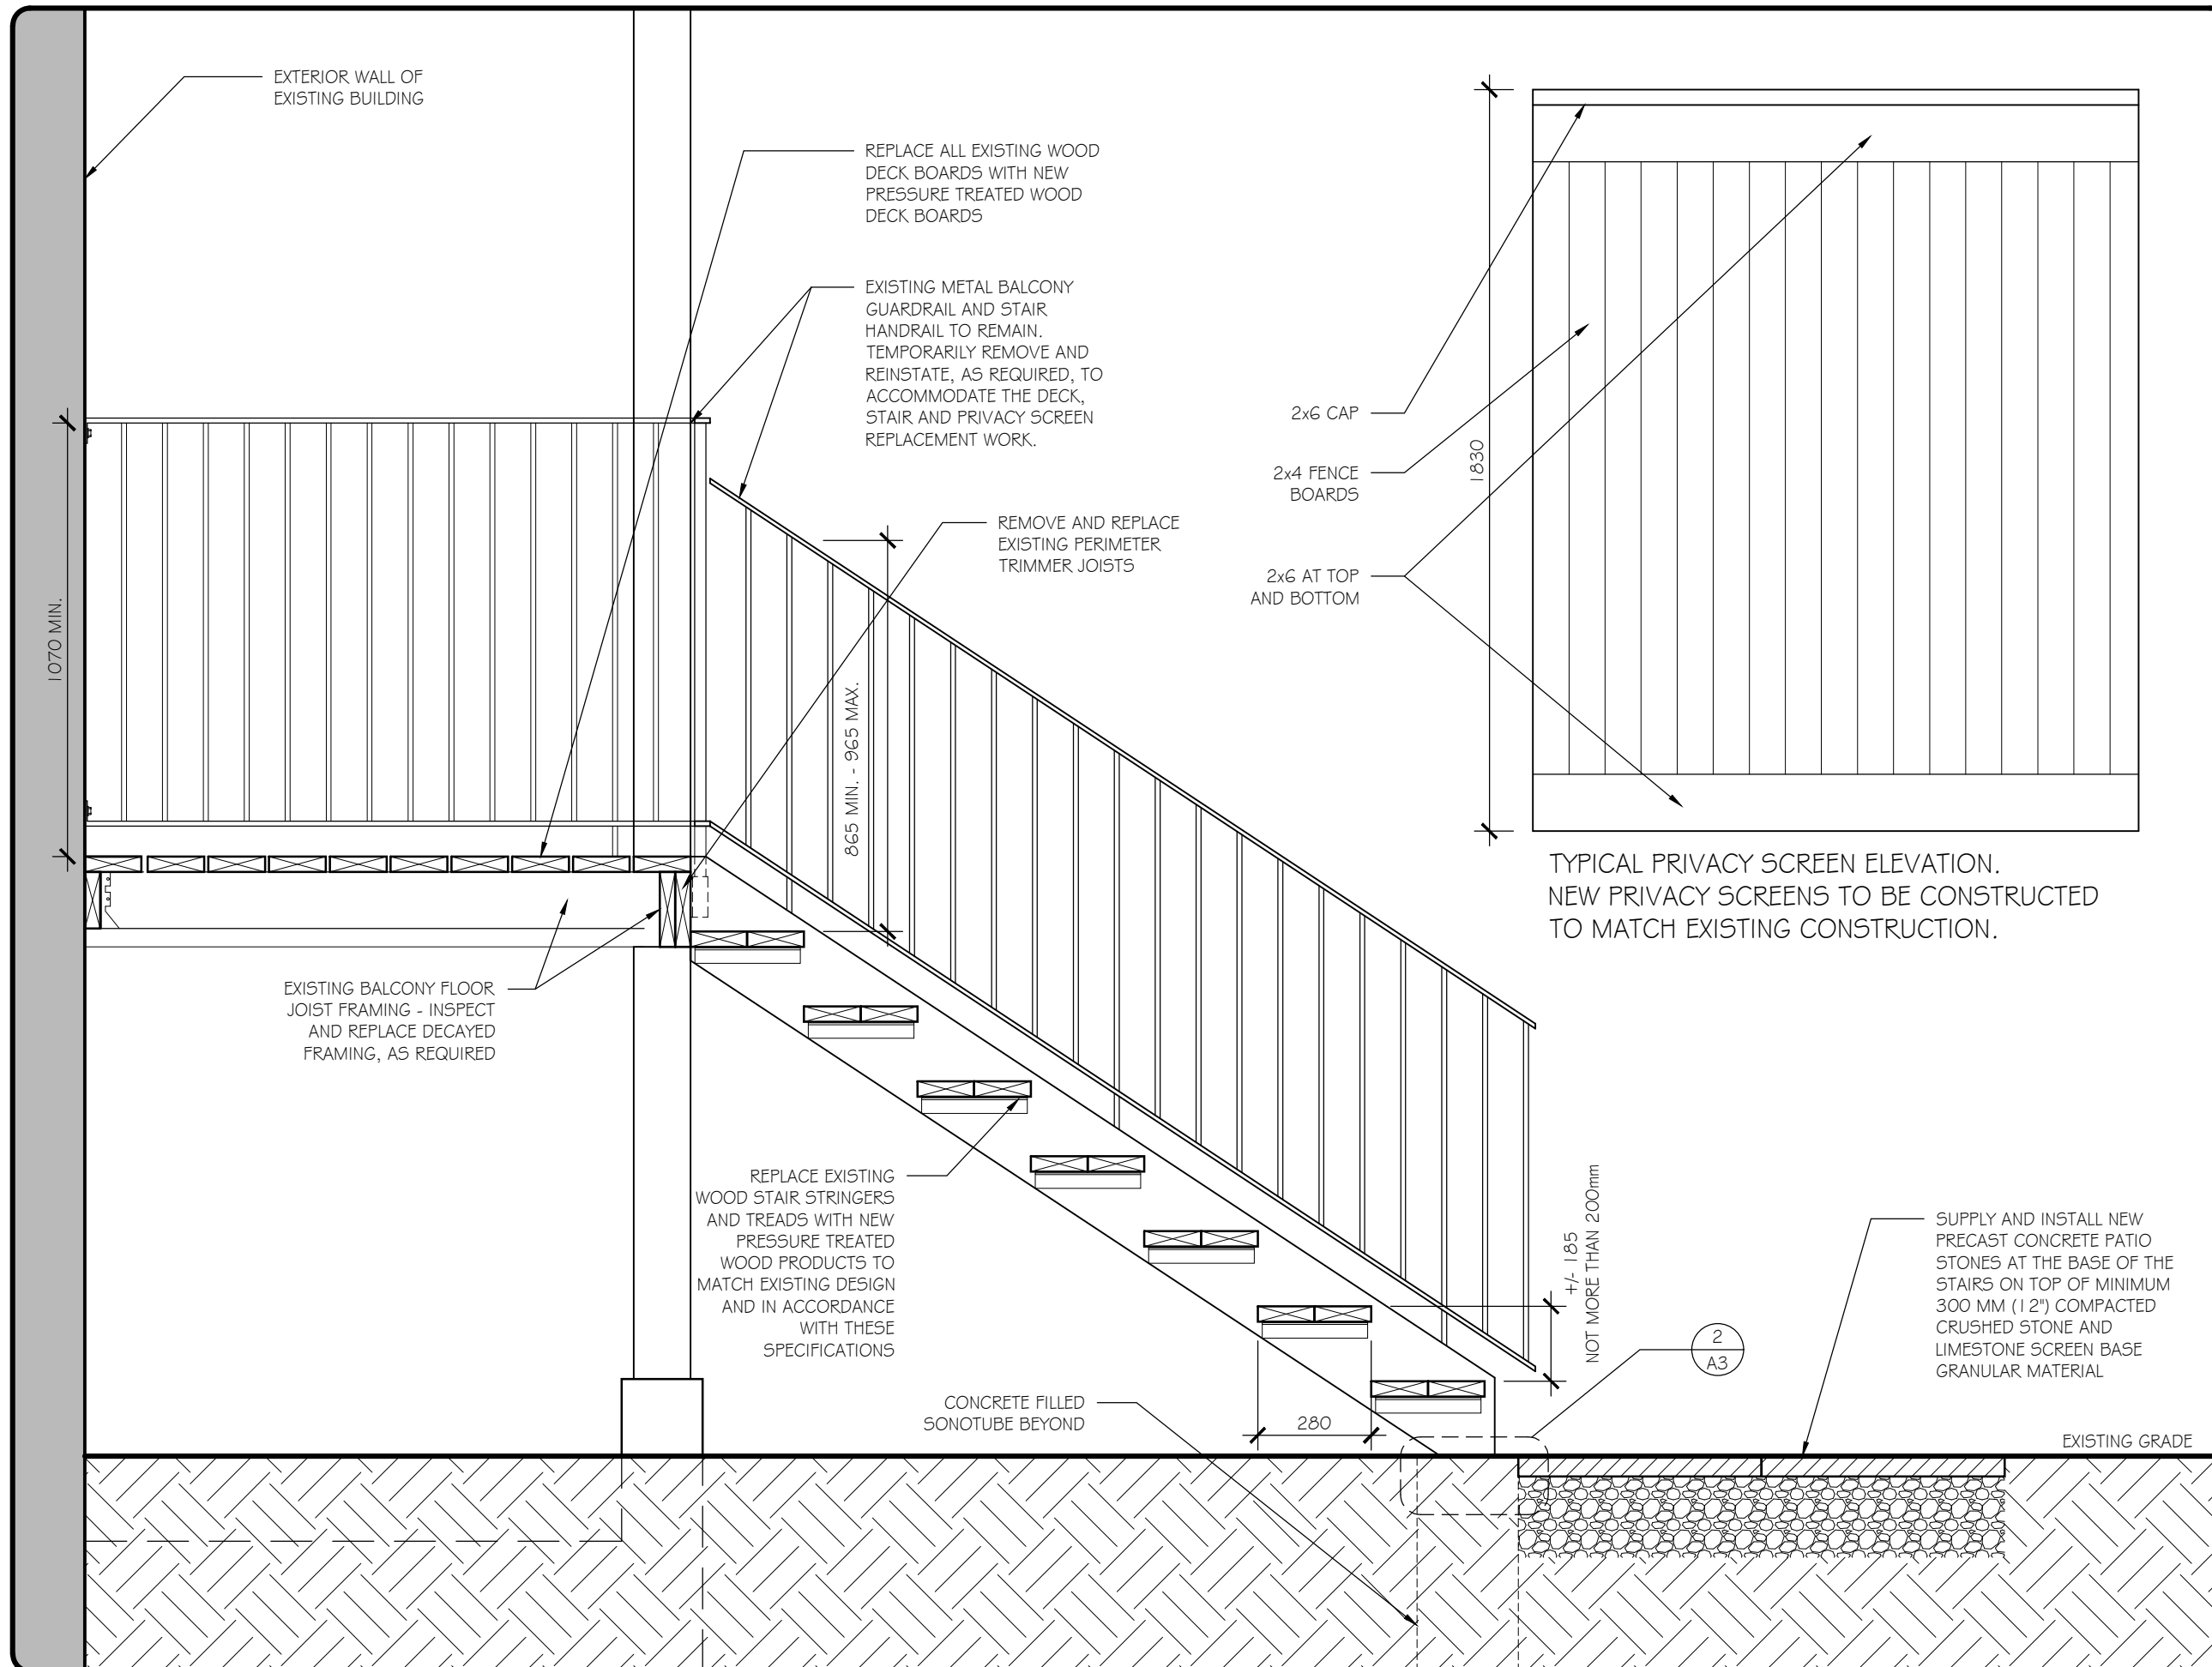 EXTERIOR WALL OF
EXISTING BUILDING
REPLACE ALL EXISTING WOOD
DECK BOARDS WITH NEW
PRESSURE TREATED WOOD
DECK BOARDS
EXISTING METAL BALCONY
GUARDRAIL AND STAIR
HANDRAIL TO REMAIN.
TEMPORARILY REMOVE AND
REINSTATE, AS REQUIRED, TO
ACCOMMODATE THE DECK,
STAIR AND PRIVACY SCREEN
REPLACEMENT WORK.
REMOVE AND REPLACE
EXISTING PERIMETER
TRIMMER JOISTS
2x6 CAP
2x4 FENCE
BOARDS
2x6 AT TOP
AND BOTTOM
1830
TYPICAL PRIVACY SCREEN ELEVATION.
NEW PRIVACY SCREENS TO BE CONSTRUCTED
TO MATCH EXISTING CONSTRUCTION.
1070 MIN.
865 MIN. - 965 MAX.
EXISTING BALCONY FLOOR
JOIST FRAMING - INSPECT
AND REPLACE DECAYED
FRAMING, AS REQUIRED
REPLACE EXISTING
WOOD STAIR STRINGERS
AND TREADS WITH NEW
PRESSURE TREATED
WOOD PRODUCTS TO
MATCH EXISTING DESIGN
AND IN ACCORDANCE
WITH THESE
SPECIFICATIONS
+/- 185
NOT MORE THAN 200mm
2
A3
SUPPLY AND INSTALL NEW
PRECAST CONCRETE PATIO
STONES AT THE BASE OF THE
STAIRS ON TOP OF MINIMUM
300 MM (12") COMPACTED
CRUSHED STONE AND
LIMESTONE SCREEN BASE
GRANULAR MATERIAL
CONCRETE FILLED
SONOTUBE BEYOND
280
EXISTING GRADE